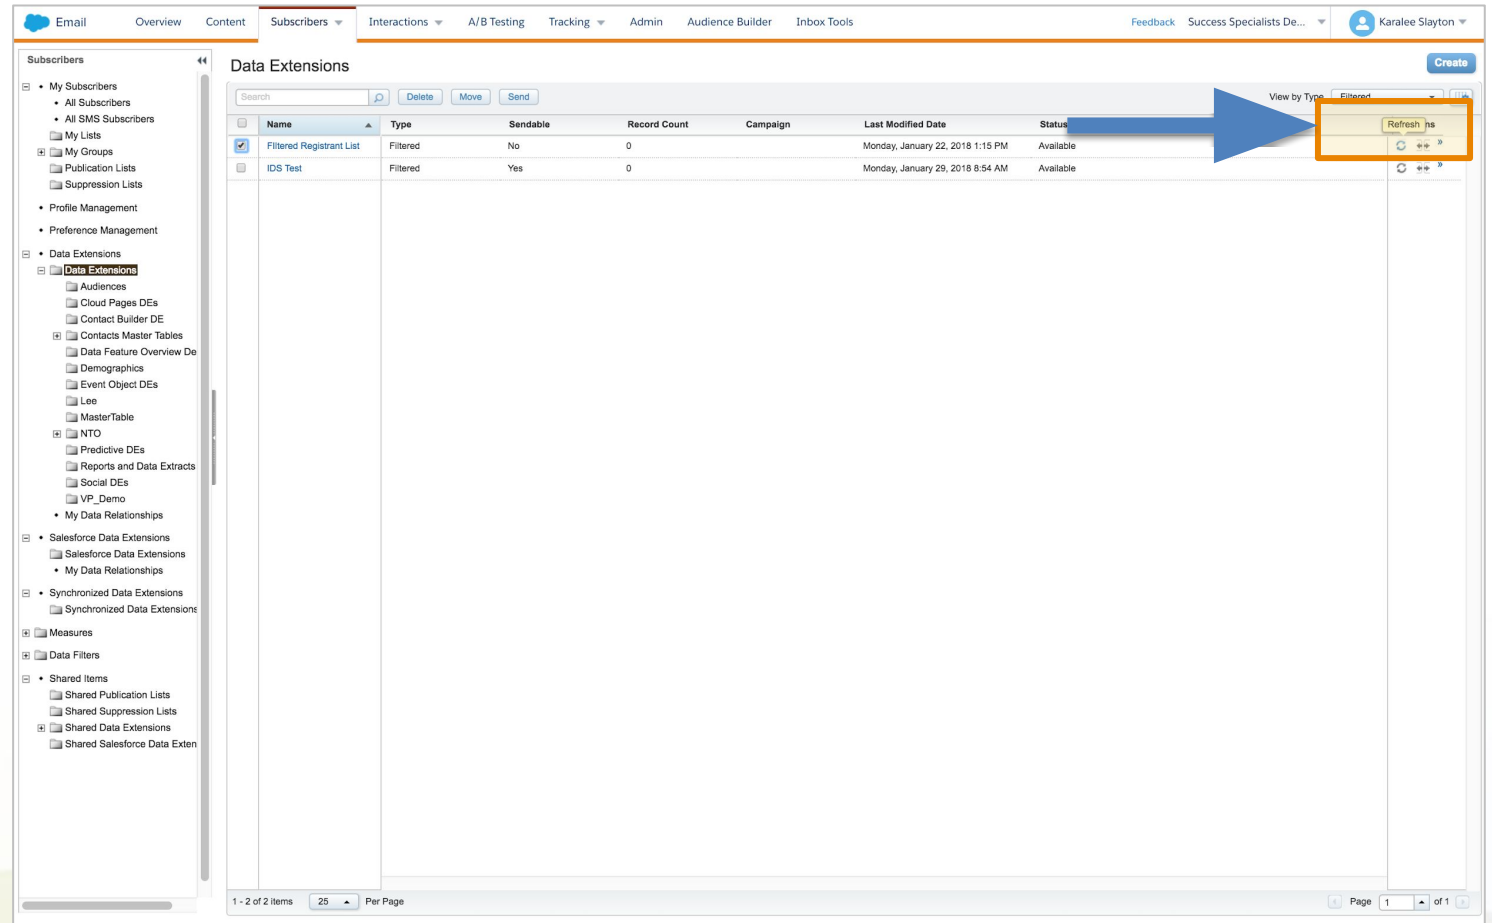 Email Overview Content Subscribers Interactions A/B Testing Tracking Admin Audience Builder Inbox Tools Feedback Success Specialists De... Karalee Slayton
Subscribers
My Subscribers
All Subscribers
All SMS Subscribers
My Lists
My Groups
Publication Lists
Suppression Lists
Profile Management
Preference Management
Data Extensions
Data Extensions
Audiences
Cloud Pages DEs
Contact Builder DE
Contacts Master Tables
Data Feature Overview De
Demographics
Event Object DEs
Lee
MasterTable
NTO
Predictive DEs
Reports and Data Extracts
Social DEs
VP_Demo
My Data Relationships
Salesforce Data Extensions
Salesforce Data Extensions
My Data Relationships
Synchronized Data Extensions
Synchronized Data Extensions
Measures
Data Filters
Shared Items
Shared Publication Lists
Shared Suppression Lists
Shared Data Extensions
Shared Salesforce Data Exten
Data Extensions Create
Search Delete Move Send View by Type Filtered
Name Type Sendable Record Count Campaign Last Modified Date Status Refresh ns
FIltered Registrant List Filtered No 0 Monday, January 22, 2018 1:15 PM Available »
IDS Test Filtered Yes 0 Monday, January 29, 2018 8:54 AM Available »
1 - 2 of 2 items 25 Per Page Page 1 of 1